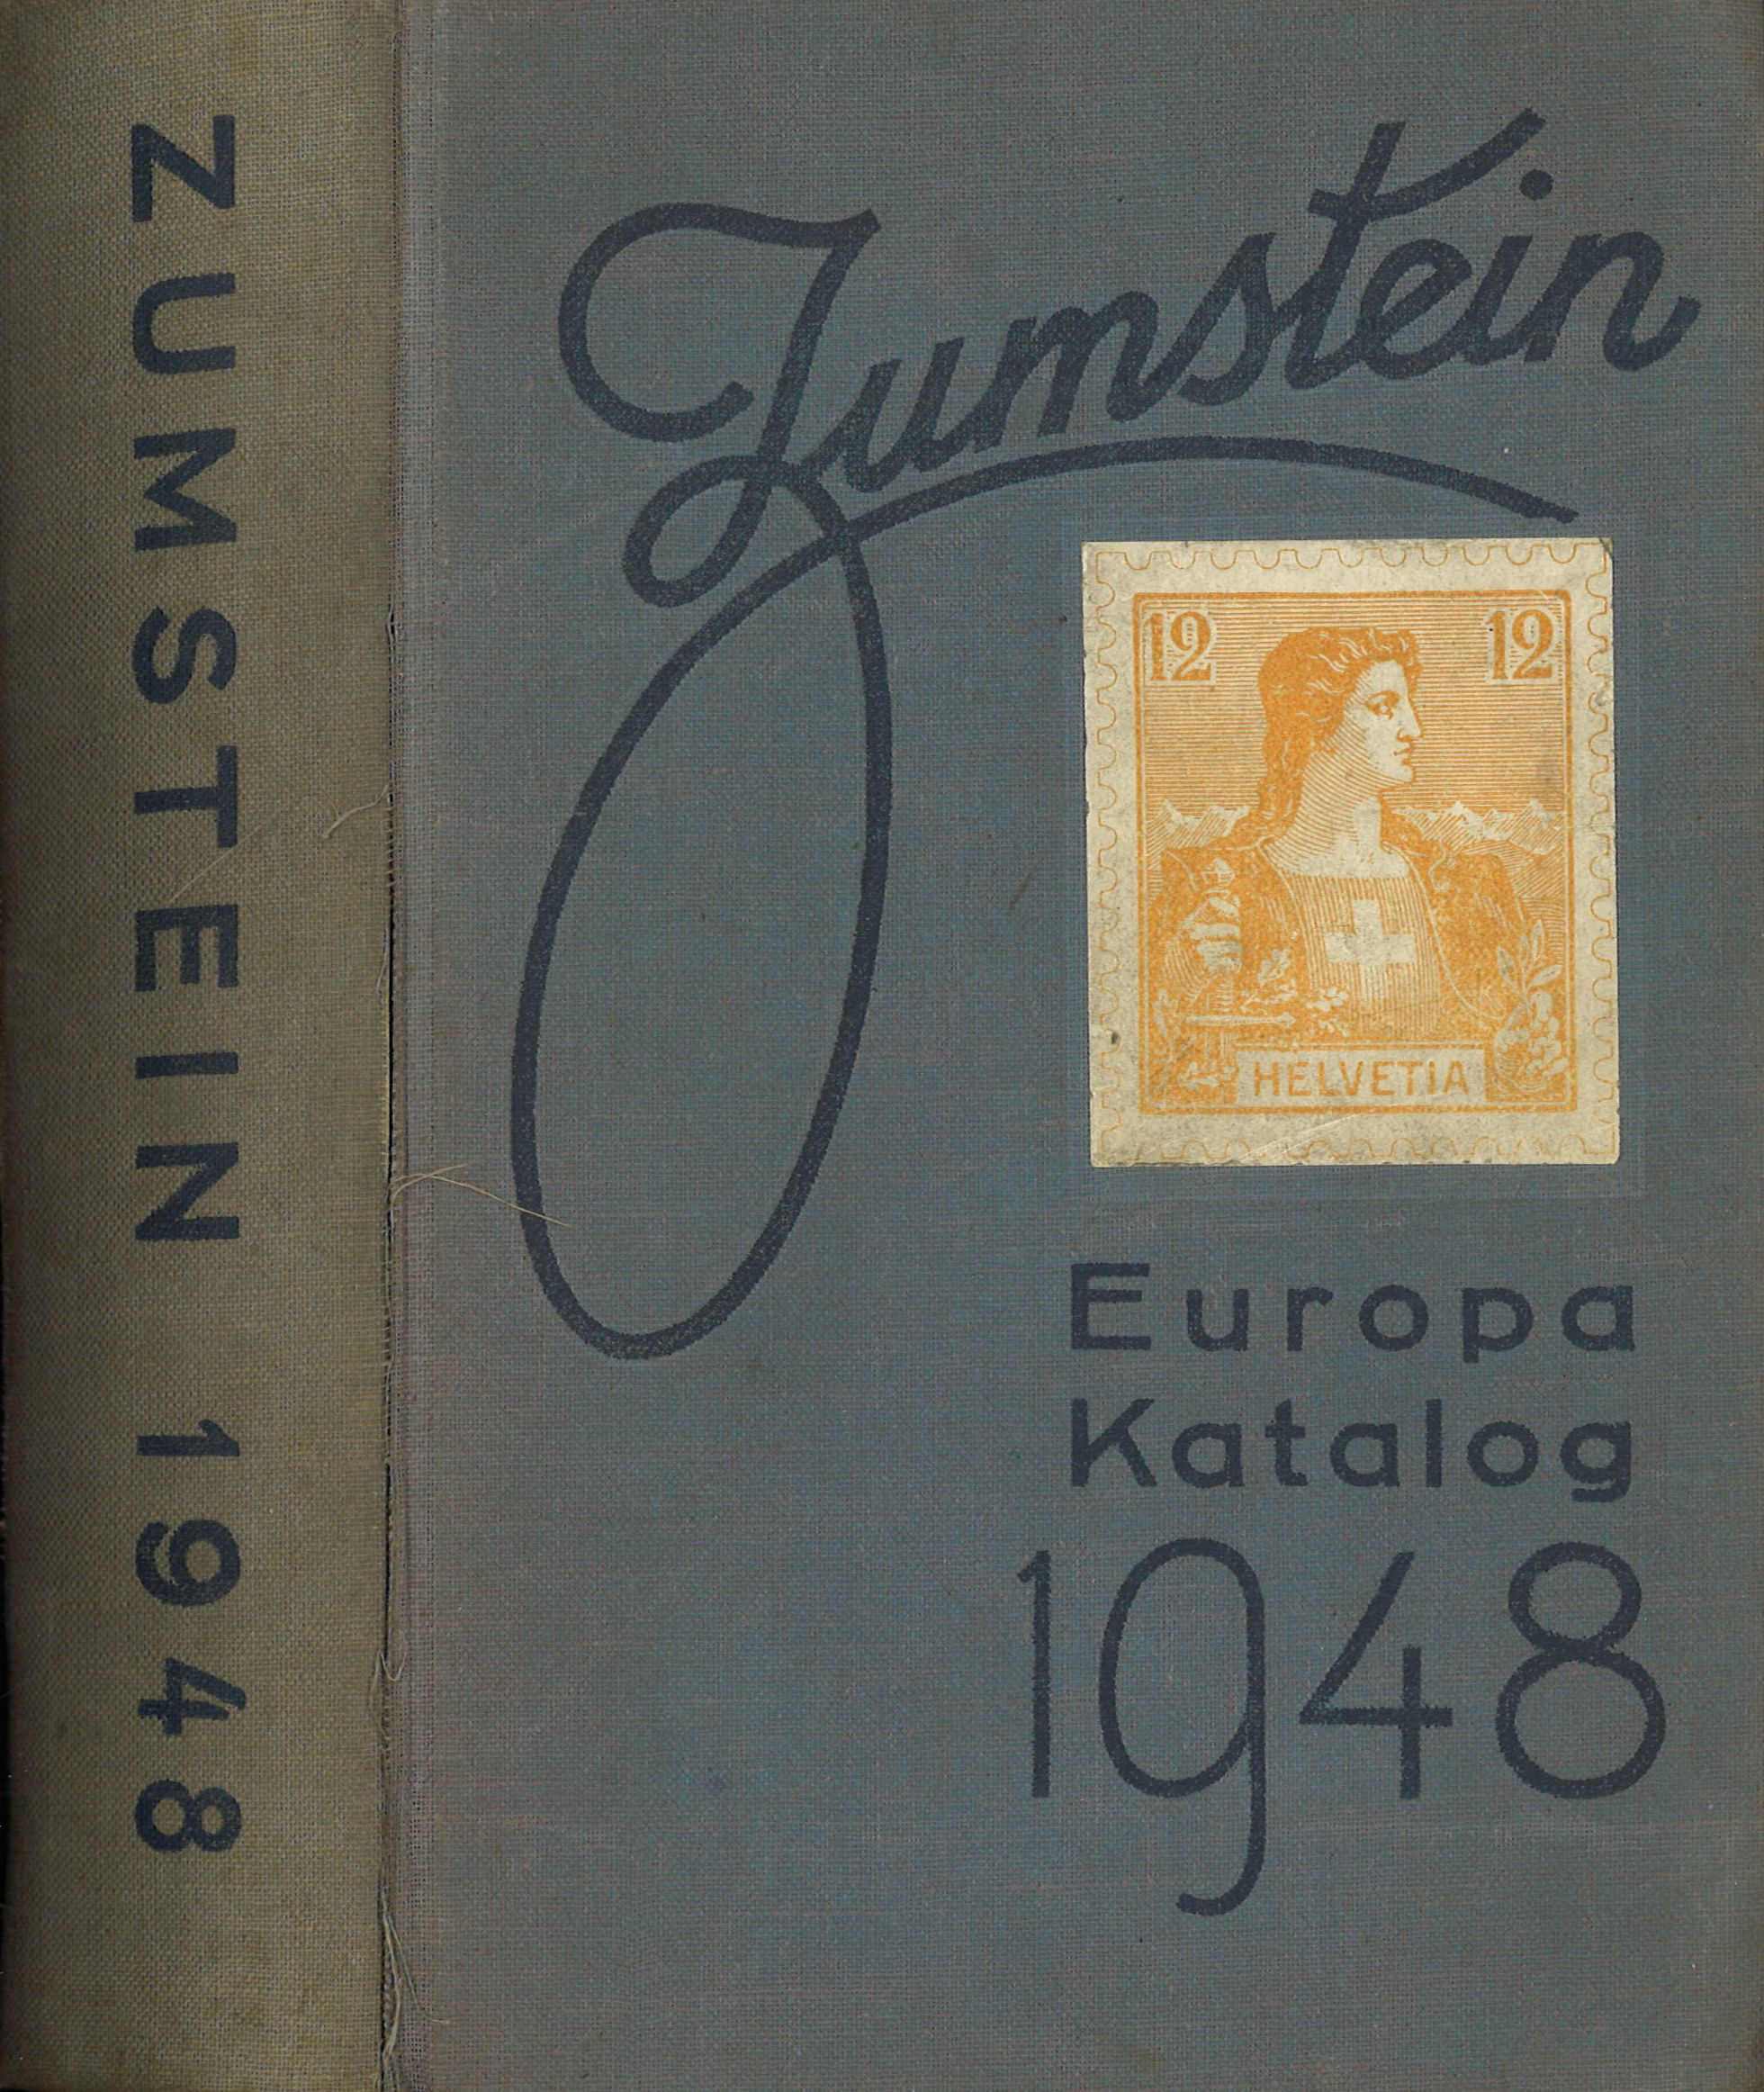 ZUMSTEIN 1948
Zumstein
12 12
HELVETIA
Europa
Katalog
1948